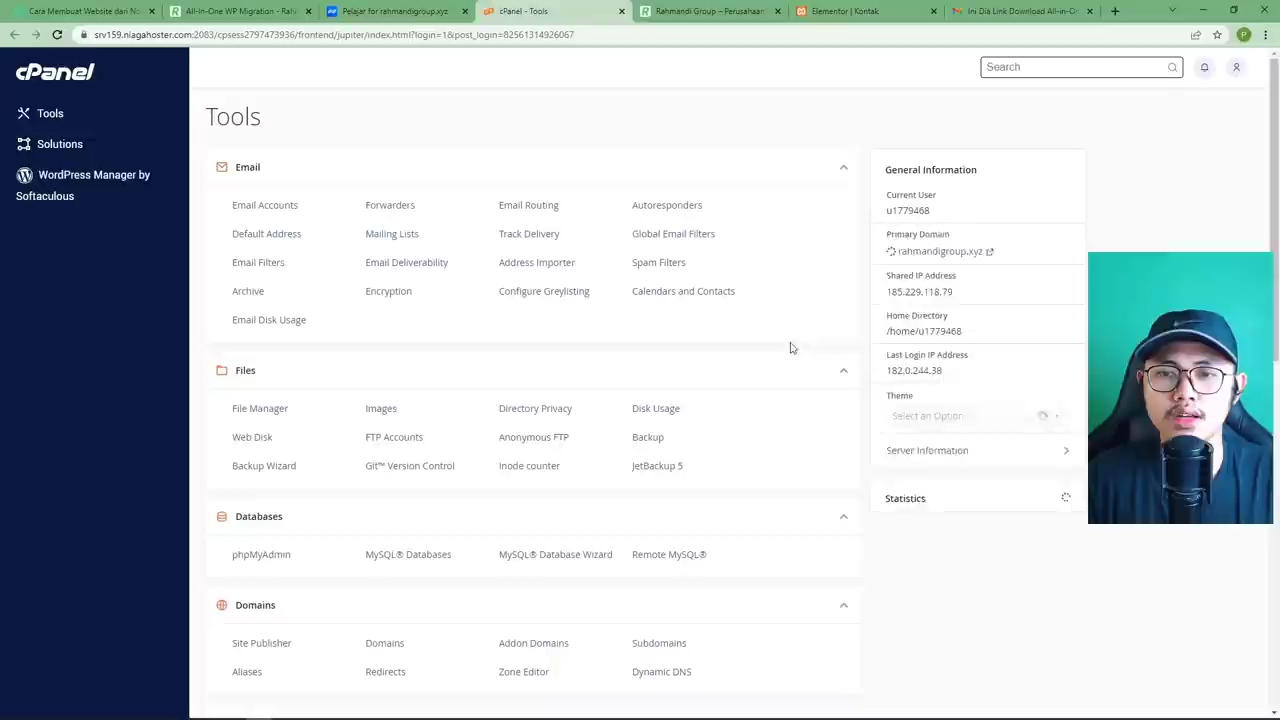 Cara Membuat Website dari No
All-in-One WP Migration - Rahm
Pelajar for rahmandigroup.xyz
cPanel - Tools
Rahmandi Group – Perusahaan
Elementor | Kontak
Ini Dia Link Download All-in-On
srv159.niagahoster.com:2083/cpsess2797473936/frontend/jupiter/index.html?login=1&post_login=82561314926067
P
cPanel
Search
Tools
Solutions
WordPress Manager by
Softaculous
Tools
Email
Email Accounts
Forwarders
Email Routing
Autoresponders
Default Address
Mailing Lists
Track Delivery
Global Email Filters
Email Filters
Email Deliverability
Address Importer
Spam Filters
Archive
Encryption
Configure Greylisting
Calendars and Contacts
Email Disk Usage
Files
File Manager
Images
Directory Privacy
Disk Usage
Web Disk
FTP Accounts
Anonymous FTP
Backup
Backup Wizard
Git™ Version Control
Inode counter
JetBackup 5
Databases
phpMyAdmin
MySQL® Databases
MySQL® Database Wizard
Remote MySQL®
Domains
Site Publisher
Domains
Addon Domains
Subdomains
Aliases
Redirects
Zone Editor
Dynamic DNS
General Information
Current User
u1779468
Primary Domain
rahmandigroup.xyz
Shared IP Address
185.229.118.79
Home Directory
/home/u1779468
Last Login IP Address
182.0.244.38
Theme
Select an Option
Server Information
Statistics